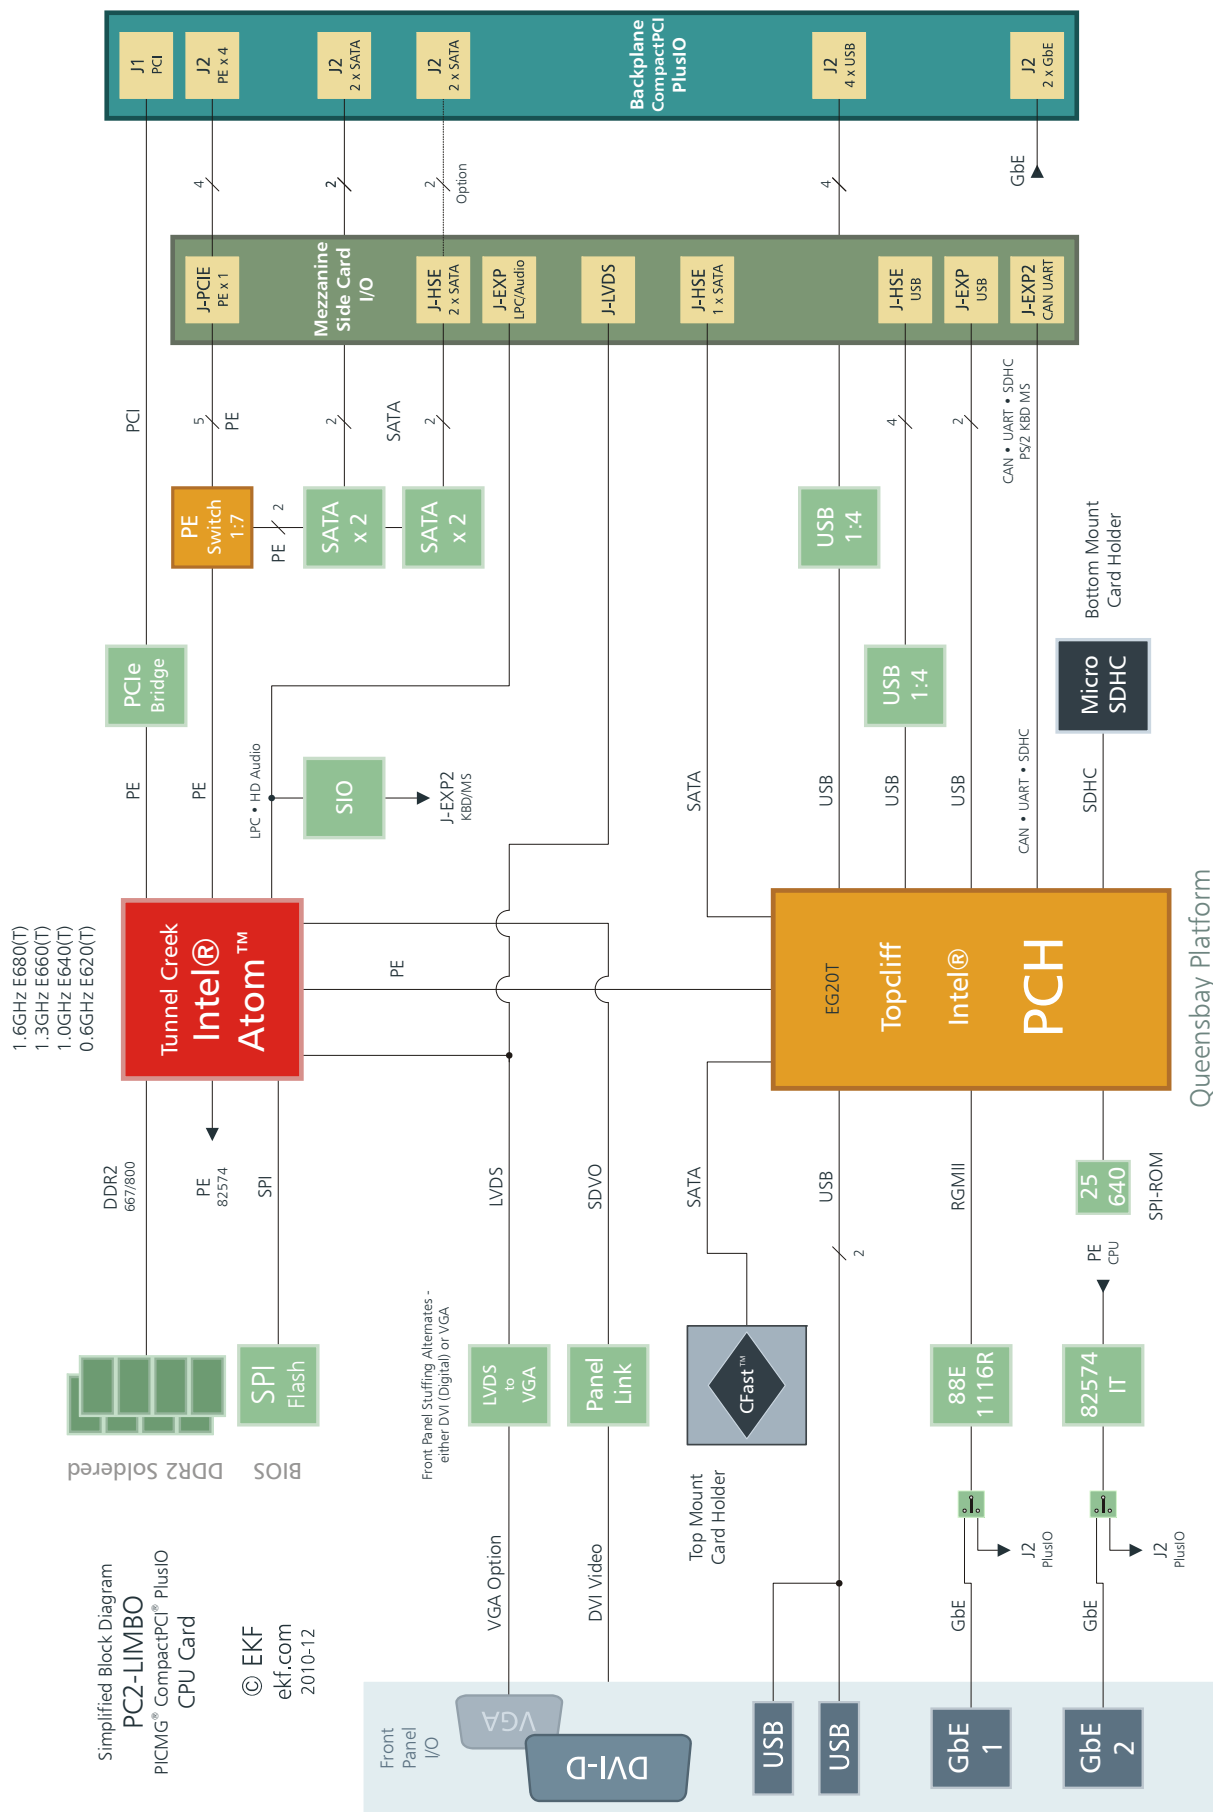 Simplified Block Diagram
PC2-LIMBO
PICMG® CompactPCI® PlusIO
CPU Card
© EKF
ekf.com
2010-12
DDR2 Soldered
BIOS
SPI
Flash
DDR2
667/800
PE
82574
SPI
1.6GHz E680(T)
1.3GHz E660(T)
1.0GHz E640(T)
0.6GHz E620(T)
Tunnel Creek
Intel®
Atom™
PE
PE
LPC • HD Audio
PCIe
Bridge
SIO
J-EXP2
KBD/MS
PE
Switch
1:7
PE
2
SATA
x 2
SATA
x 2
PCI
5
PE
2
SATA
2
Mezzanine
Side Card
I/O
J-PCIE
PE x 1
J-HSE
2 x SATA
J-EXP
LPC/Audio
J-LVDS
J-HSE
1 x SATA
J-HSE
USB
J-EXP
USB
J-EXP2
CAN UART
4
2
2
Option
4
GbE
J1
PCI
J2
PE x 4
J2
2 x SATA
J2
2 x SATA
Backplane
CompactPCI
PlusIO
J2
4 x USB
J2
2 x GbE
Front
Panel
I/O
VGA
DVI-D
USB
USB
GbE
1
GbE
2
VGA Option
DVI Video
Front Panel Stuffing Alternates -
either DVI (Digital) or VGA
LVDS
to
VGA
Panel
Link
LVDS
SDVO
PE
Top Mount
Card Holder
CFast™
SATA
USB
2
RGMII
88E
1116R
J2
PlusIO
GbE
82574
IT
J2
PlusIO
GbE
PE
CPU
25
640
SPI-ROM
EG20T
Topcliff
Intel®
PCH
Queensbay Platform
SATA
USB
USB
USB
CAN • UART • SDHC
SDHC
USB
1:4
USB
1:4
Micro
SDHC
Bottom Mount
Card Holder
4
2
CAN • UART • SDHC
PS/2 KBD MS